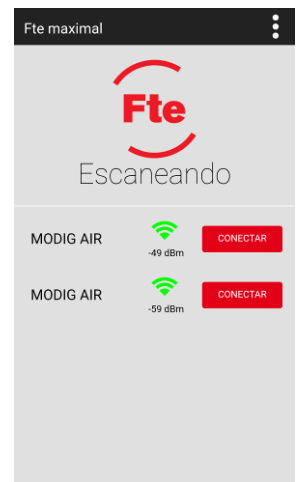 Fte maximal
Fte
Escaneando
MODIG AIR
-49 dBm
CONECTAR
MODIG AIR
-59 dBm
CONECTAR